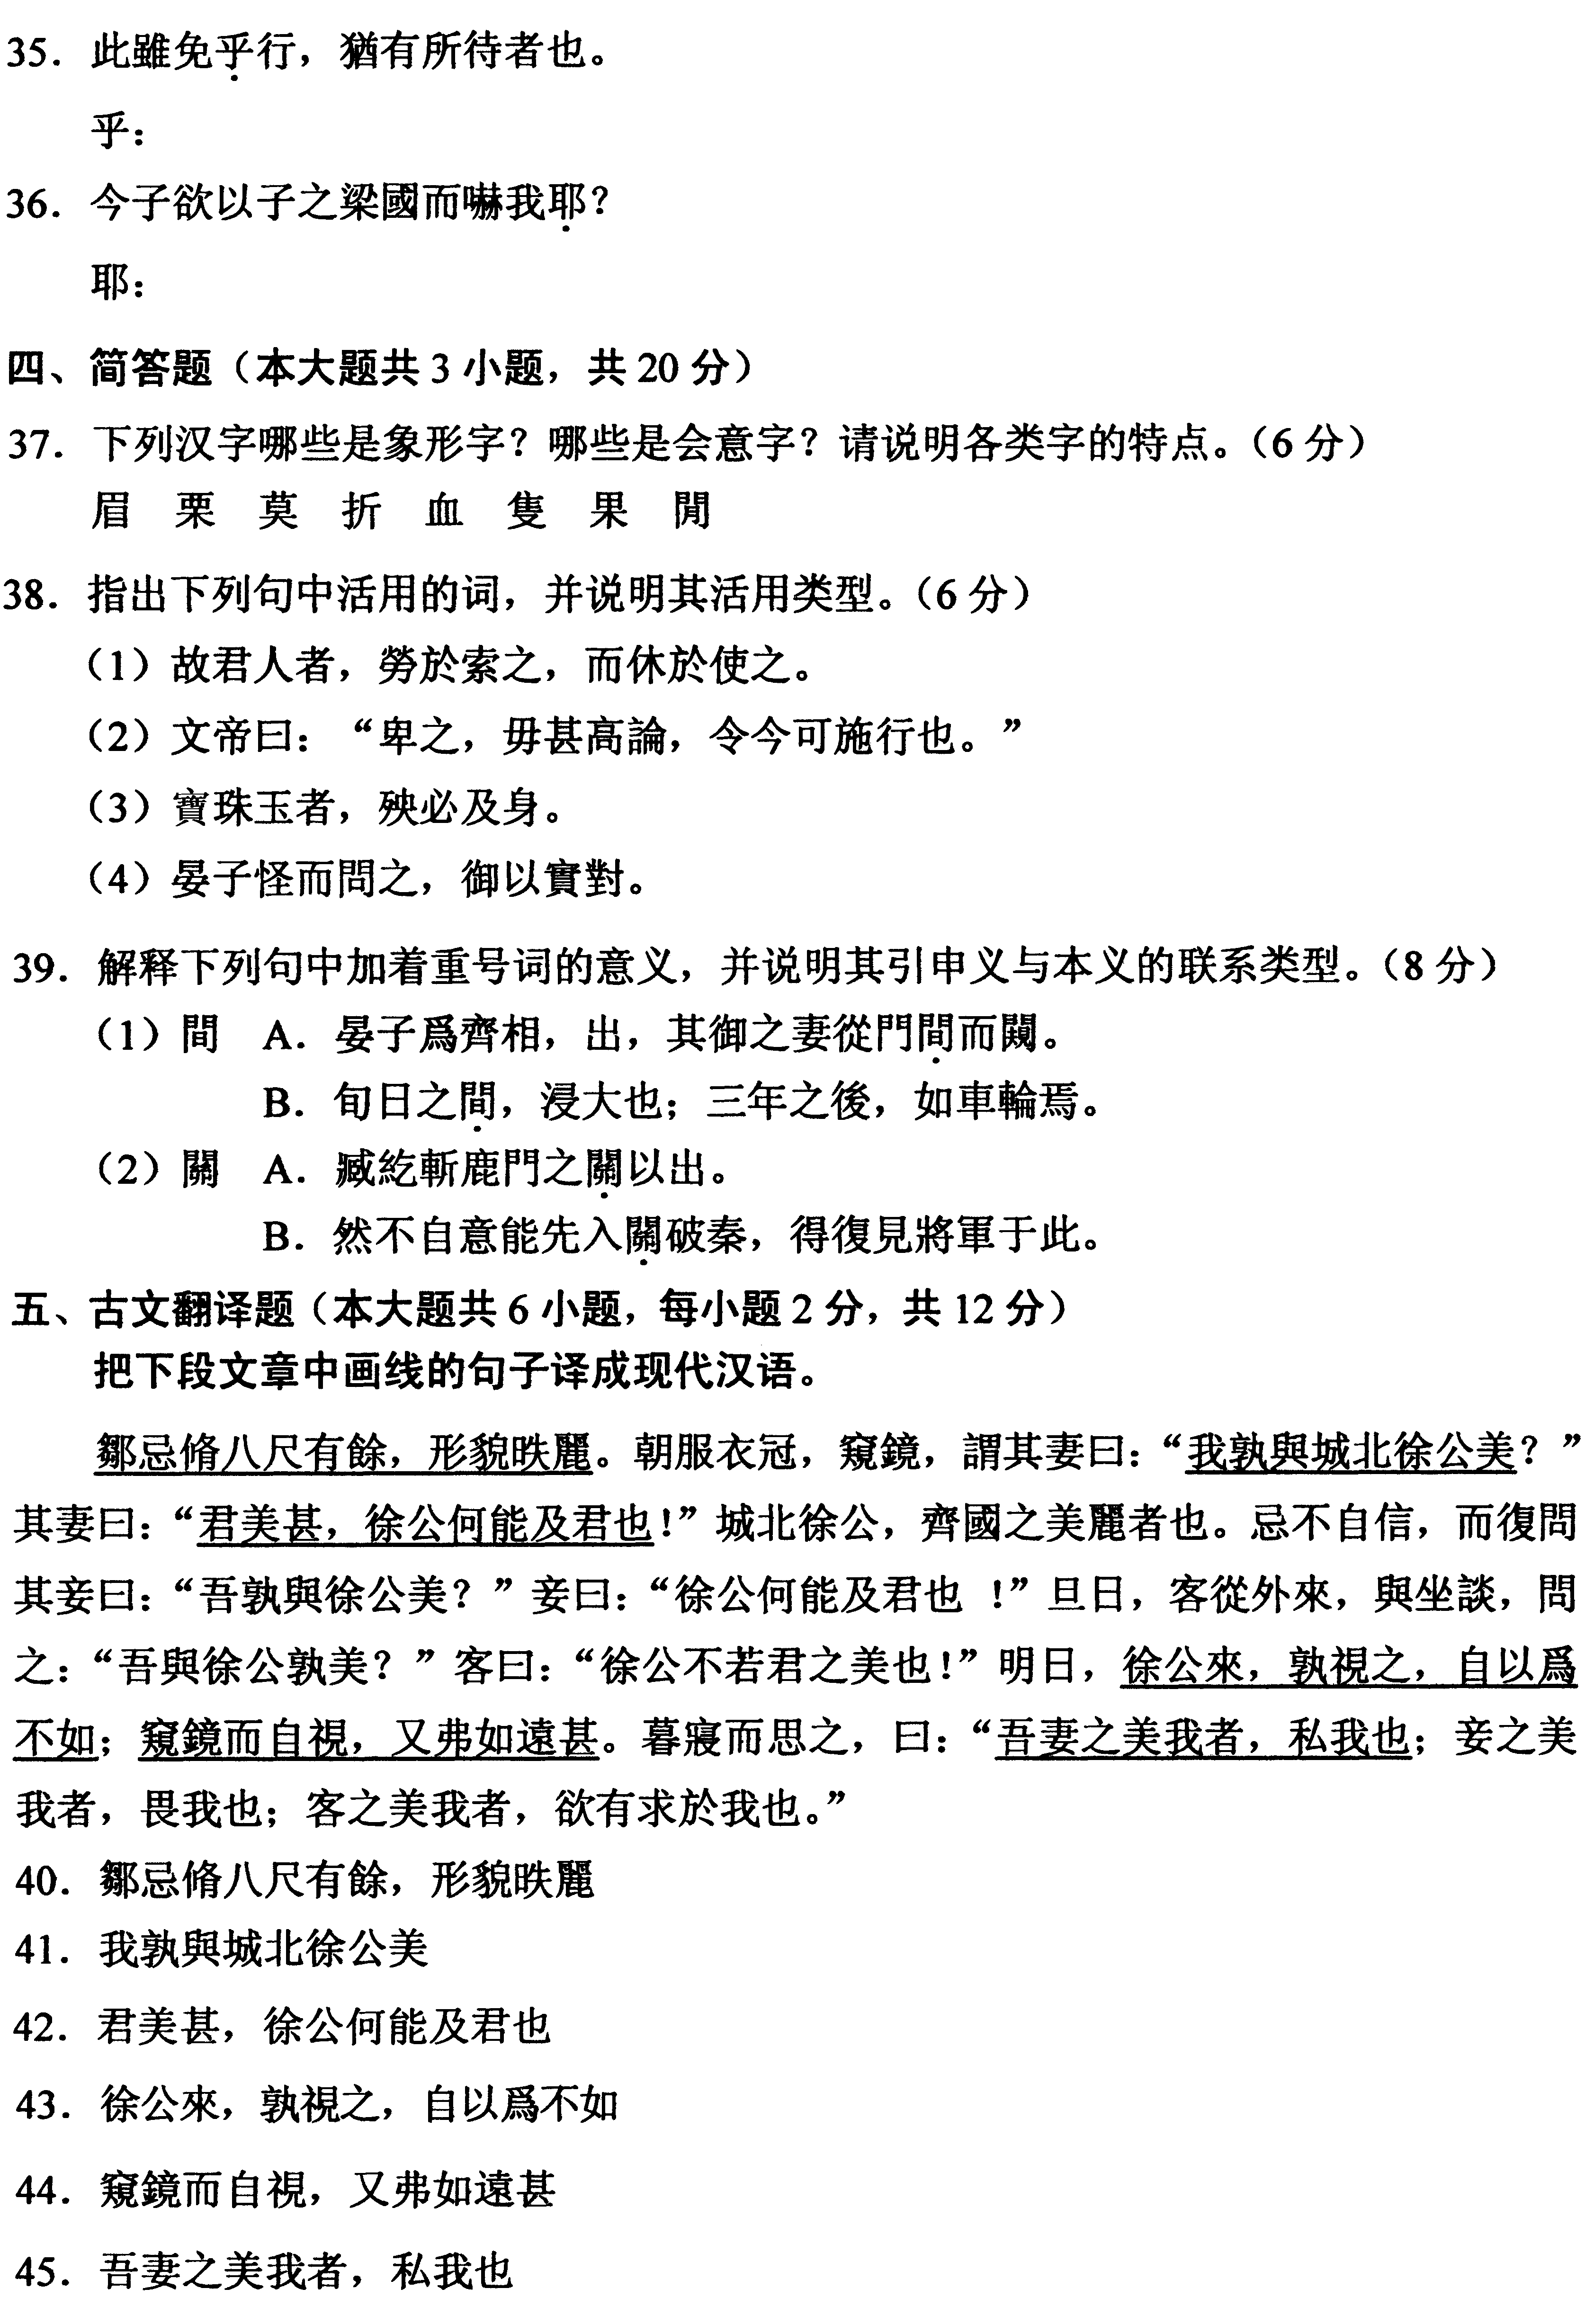 35. 此雖免乎行，猶有所待者也。
乎：
36. 今子欲以子之梁國而嚇我耶？
耶：
四、简答题（本大题共 3 小题，共 20 分）
37. 下列汉字哪些是象形字？哪些是会意字？请说明各类字的特点。（6 分）
眉 栗 莫 折 血 隻 果 閒
38. 指出下列句中活用的词，并说明其活用类型。（6 分）
（1）故君人者，勞於索之，而休於使之。
（2）文帝曰：“卑之，毋甚高論，令今可施行也。”
（3）寶珠玉者，殃必及身。
（4）晏子怪而問之，御以實對。
39. 解释下列句中加着重号词的意义，并说明其引申义与本义的联系类型。（8 分）
（1）間 A. 晏子爲齊相，出，其御之妻從門間而闚。
B. 旬日之間，浸大也；三年之後，如車輪焉。
（2）關 A. 臧紇斬鹿門之關以出。
B. 然不自意能先入關破秦，得復見將軍于此。
五、古文翻译题（本大题共 6 小题，每小题 2 分，共 12 分）
把下段文章中画线的句子译成现代汉语。
鄒忌脩八尺有餘，形貌昳麗。朝服衣冠，窺鏡，謂其妻曰：“我孰與城北徐公美？”
其妻曰：“君美甚，徐公何能及君也！”城北徐公，齊國之美麗者也。忌不自信，而復問
其妾曰：“吾孰與徐公美？”妾曰：“徐公何能及君也！”旦日，客從外來，與坐談，問
之：“吾與徐公孰美？”客曰：“徐公不若君之美也！”明日，徐公來，孰視之，自以爲
不如；窺鏡而自視，又弗如遠甚。暮寢而思之，曰：“吾妻之美我者，私我也；妾之美
我者，畏我也；客之美我者，欲有求於我也。”
40. 鄒忌脩八尺有餘，形貌昳麗
41. 我孰與城北徐公美
42. 君美甚，徐公何能及君也
43. 徐公來，孰視之，自以爲不如
44. 窺鏡而自視，又弗如遠甚
45. 吾妻之美我者，私我也